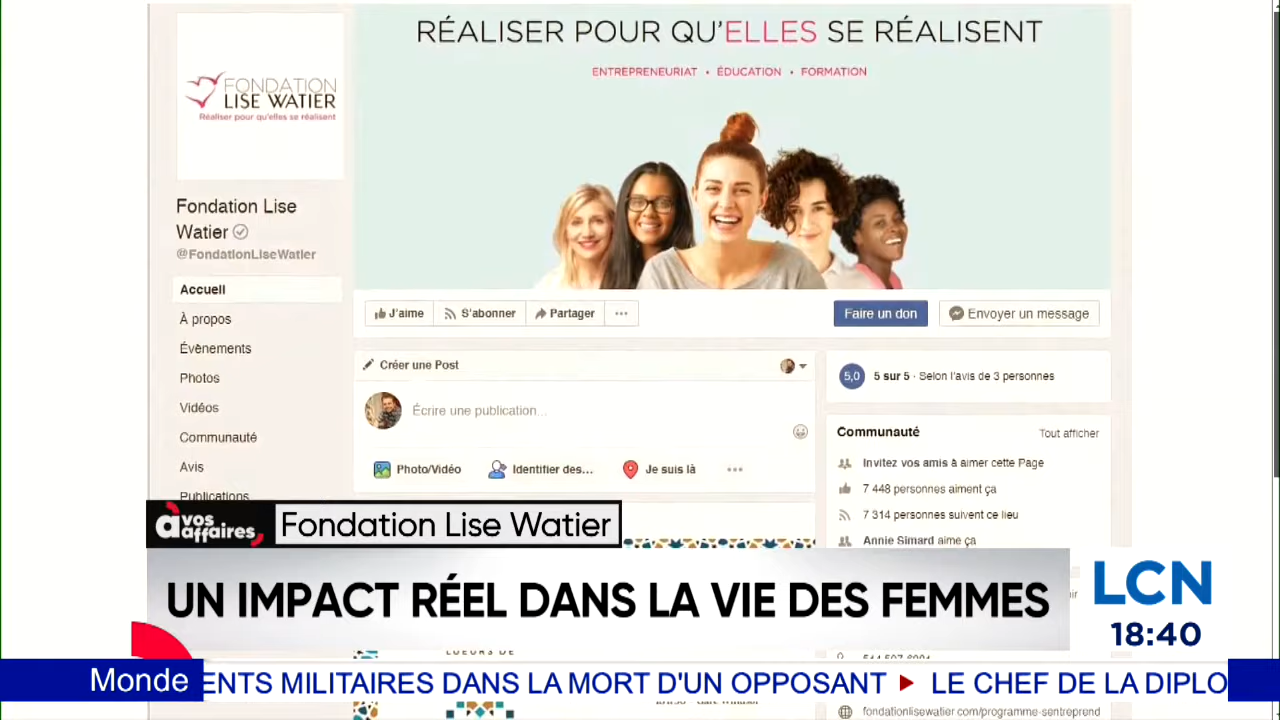 RÉALISER POUR QU'ELLES SE RÉALISENT
ENTREPRENEURIAT • ÉDUCATION • FORMATION
FONDATION
LISE WATIER
Réaliser pour qu'elles se réalisent
Fondation Lise
Watier
@FondationLiseWatier
Accueil
À propos
Évènements
Photos
Vidéos
Communauté
Avis
Publications
J'aime
S'abonner
Partager
Faire un don
Envoyer un message
Créer une Post
Écrire une publication...
Photo/Vidéo
Identifier des...
Je suis là
5,0 5 sur 5 · Selon l'avis de 3 personnes
Communauté Tout afficher
Invitez vos amis à aimer cette Page
7 448 personnes aiment ça
7 314 personnes suivent ce lieu
Annie Simard aime ça
à vos affaires
Fondation Lise Watier
UN IMPACT RÉEL DANS LA VIE DES FEMMES
LCN
18:40
LUEURS DE
Monde
ENTS MILITAIRES DANS LA MORT D'UN OPPOSANT ► LE CHEF DE LA DIPLO
fondationlisewatier.com/programme-sentreprend